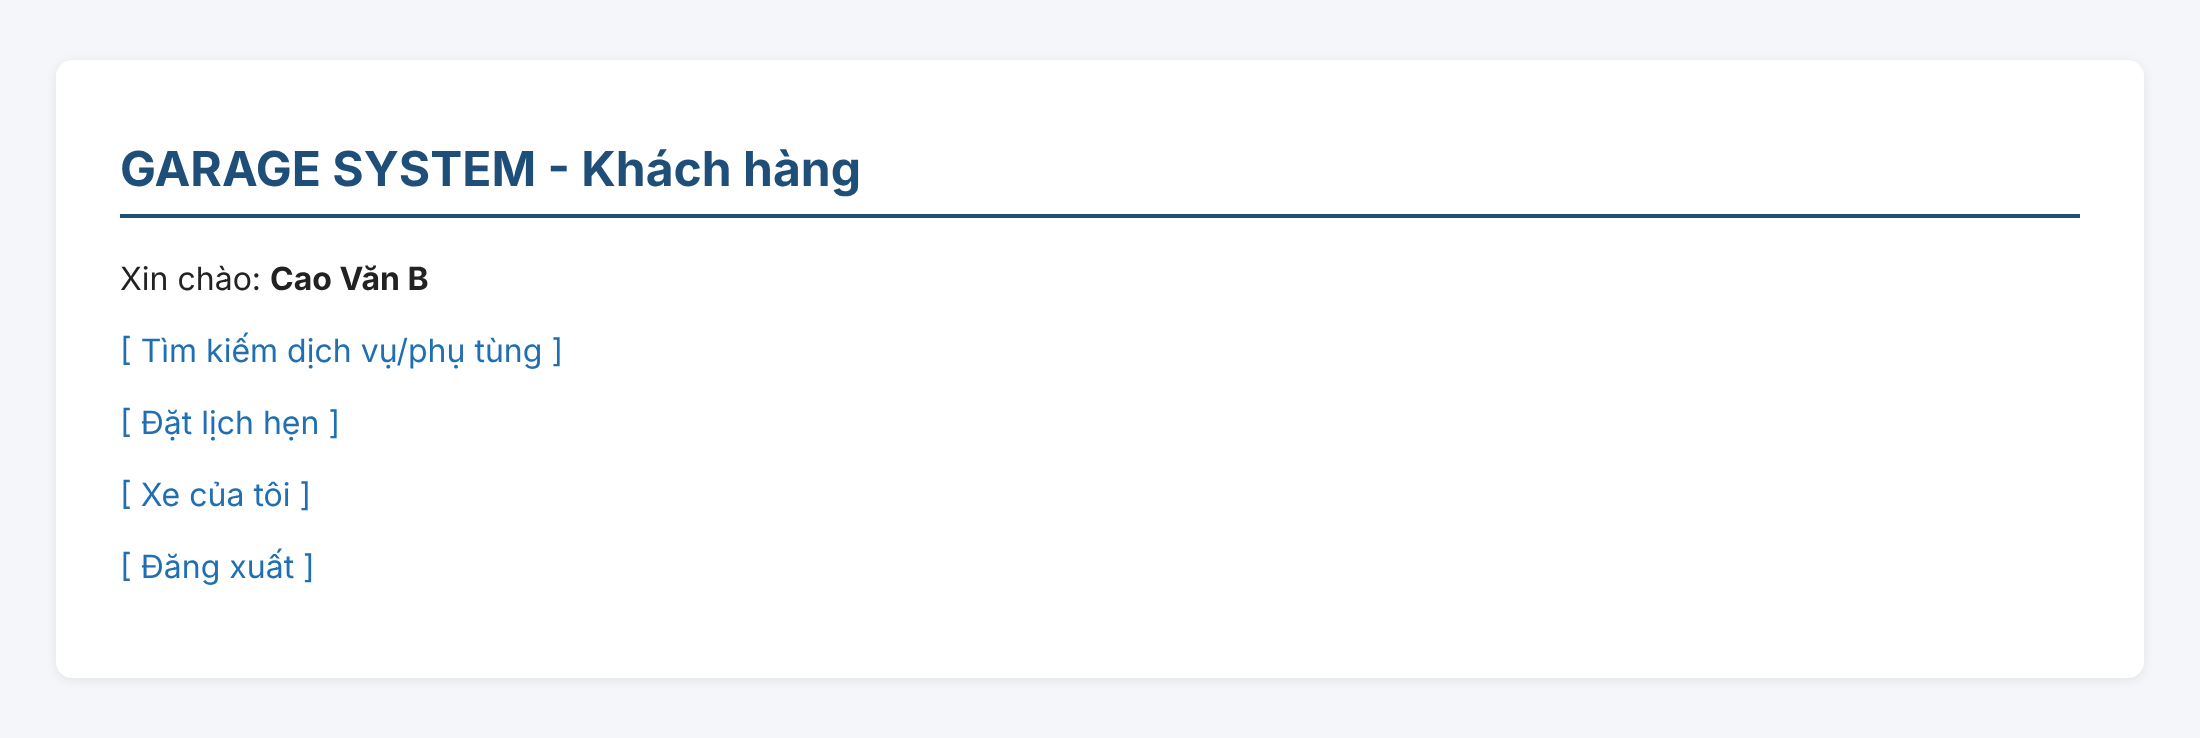 GARAGE SYSTEM - Khách hàng
Xin chào: Cao Văn B
[ Tìm kiếm dịch vụ/phụ tùng ]
[ Đặt lịch hẹn ]
[ Xe của tôi ]
[ Đăng xuất ]